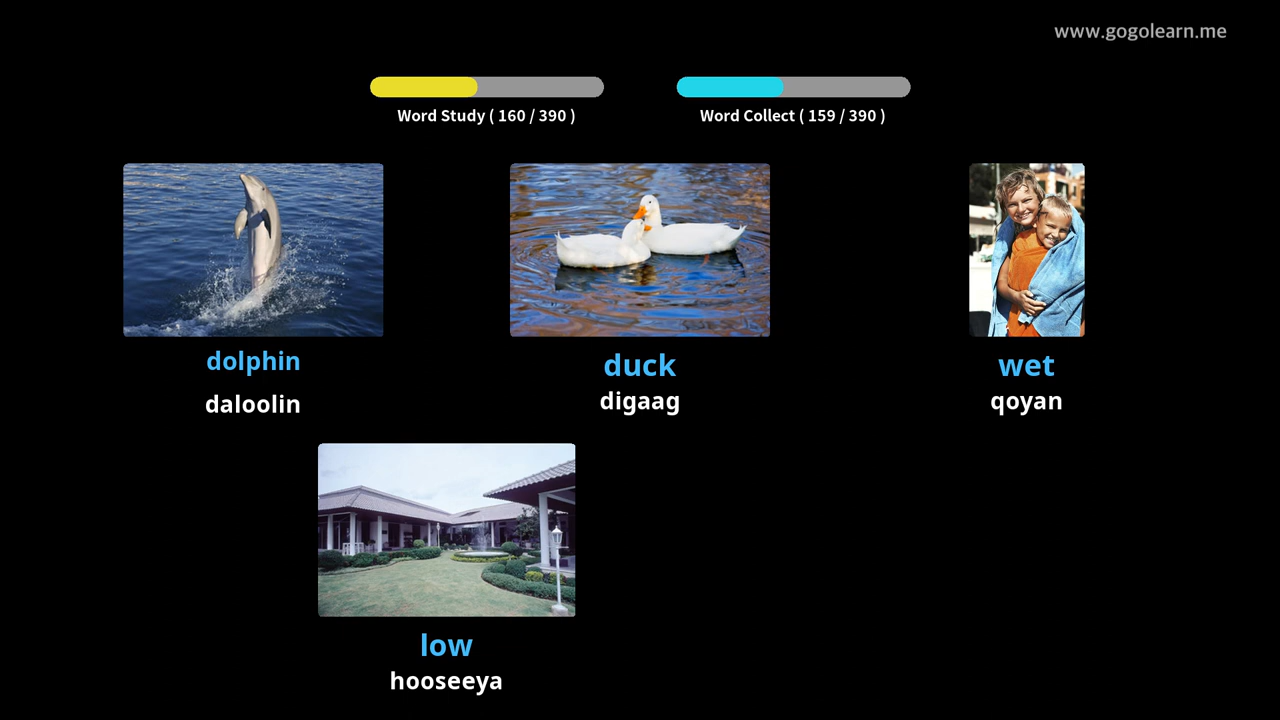 www.gogolearn.me
Word Study ( 160 / 390 )
Word Collect ( 159 / 390 )
dolphin
daloolin
duck
digaag
wet
qoyan
low
hooseeya